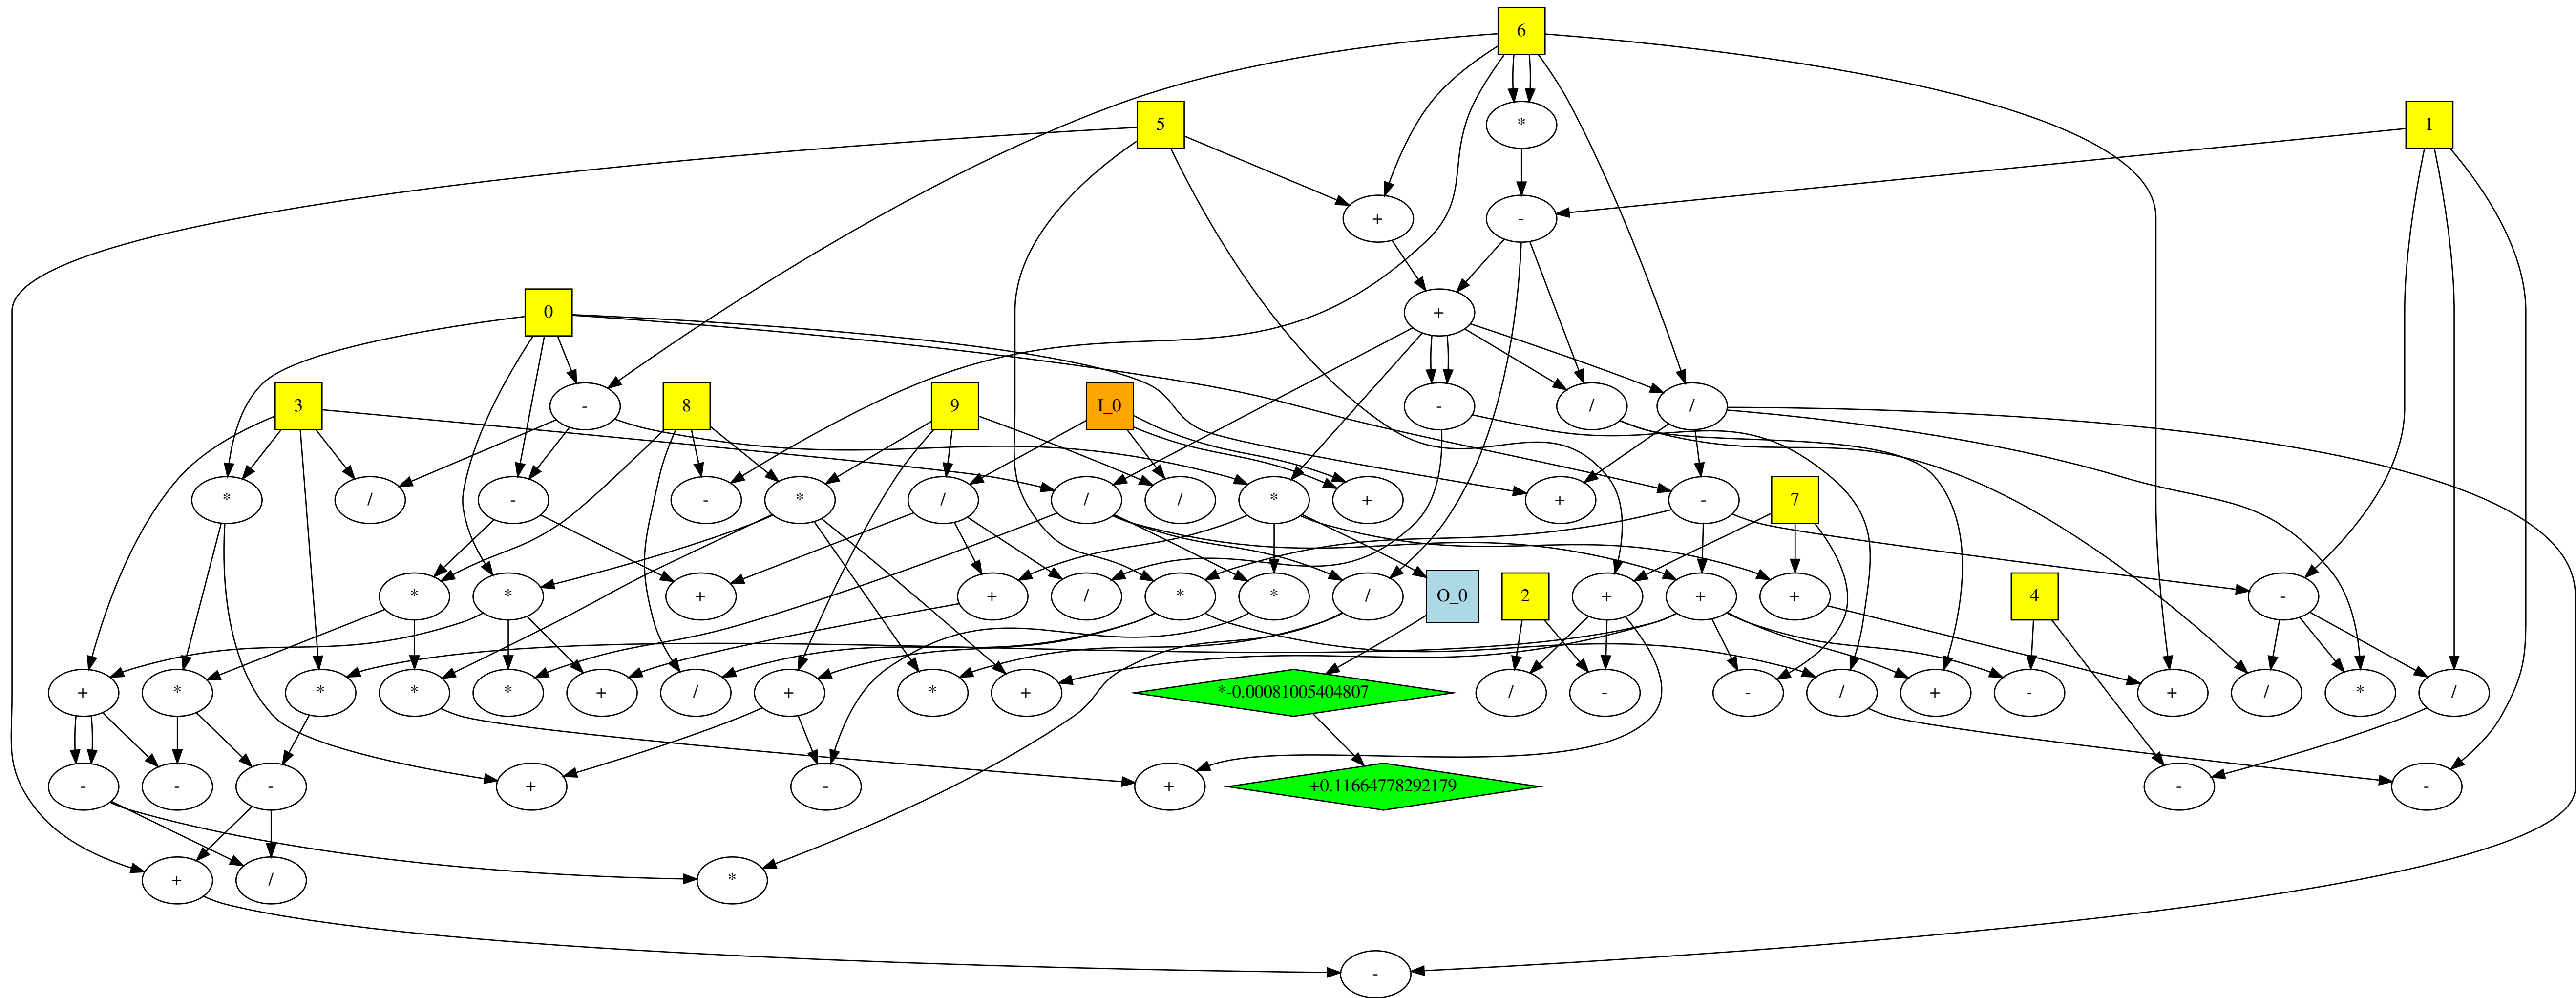 6
5 * 1
+ -
0 +
3 - 8 9 I_0 - / /
* / - - * / / / * + + - 7
* * + + / * * / O_0 2 + + + 4 -
+ * * * * + / + * + *-0.00081005404807 / - - / + - + / * /
- - - + - + +0.11664778292179 - -
+ / *
-